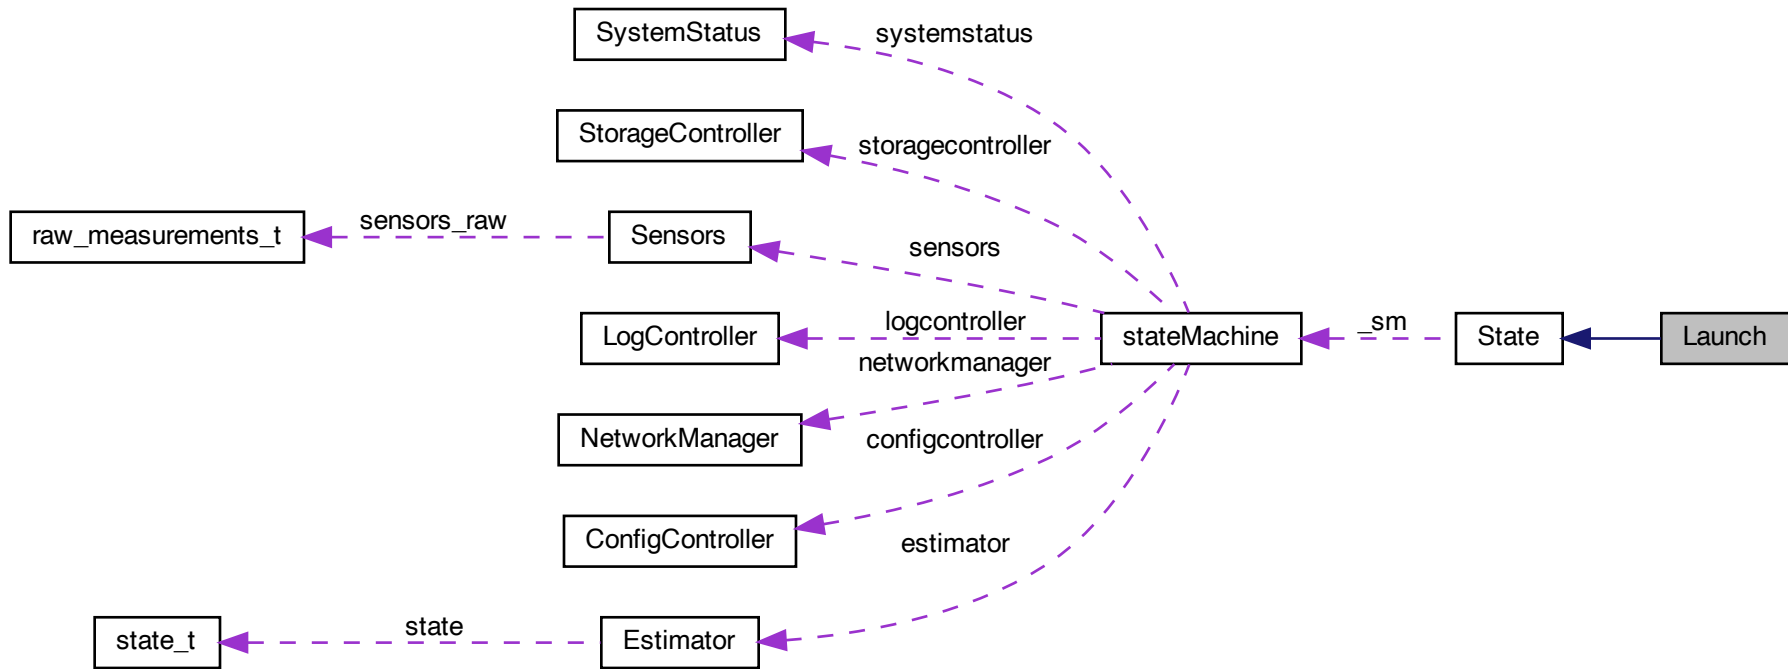 SystemStatus
systemstatus
StorageController
storagecontroller
raw_measurements_t
sensors_raw
Sensors
sensors
LogController
logcontroller
stateMachine
_sm
State
Launch
networkmanager
NetworkManager
configcontroller
ConfigController
estimator
state_t
state
Estimator